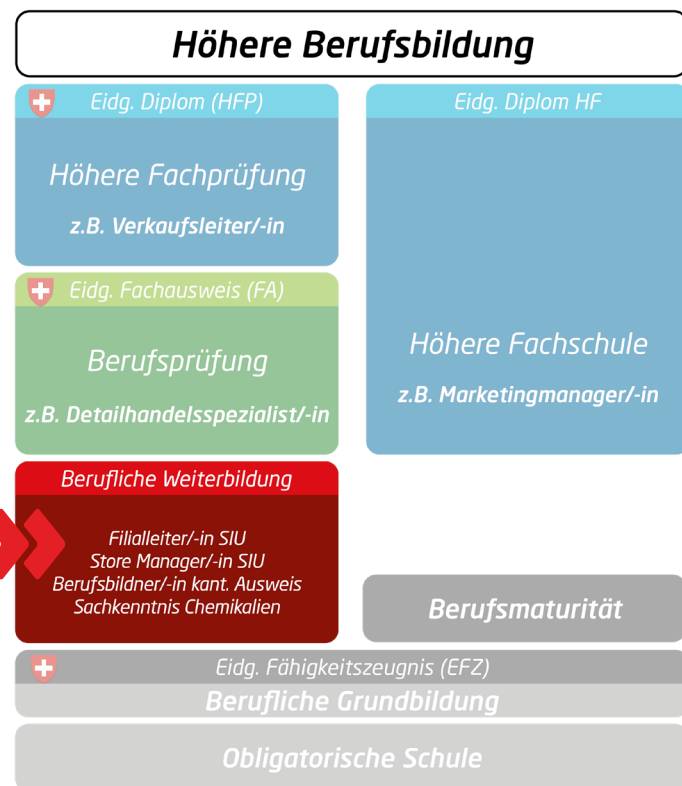 Höhere Berufsbildung
Eidg. Diplom (HFP)
Höhere Fachprüfung
z.B. Verkaufsleiter/-in
Eidg. Fachausweis (FA)
Berufsprüfung
z.B. Detailhandelsspezialist/-in
Berufliche Weiterbildung
Filialleiter/-in SIU
Store Manager/-in SIU
Berufsbildner/-in kant. Ausweis
Sachkenntnis Chemikalien
Eidg. Diplom HF
Höhere Fachschule
z.B. Marketingmanager/-in
Berufsmaturität
Eidg. Fähigkeitszeugnis (EFZ)
Berufliche Grundbildung
Obligatorische Schule